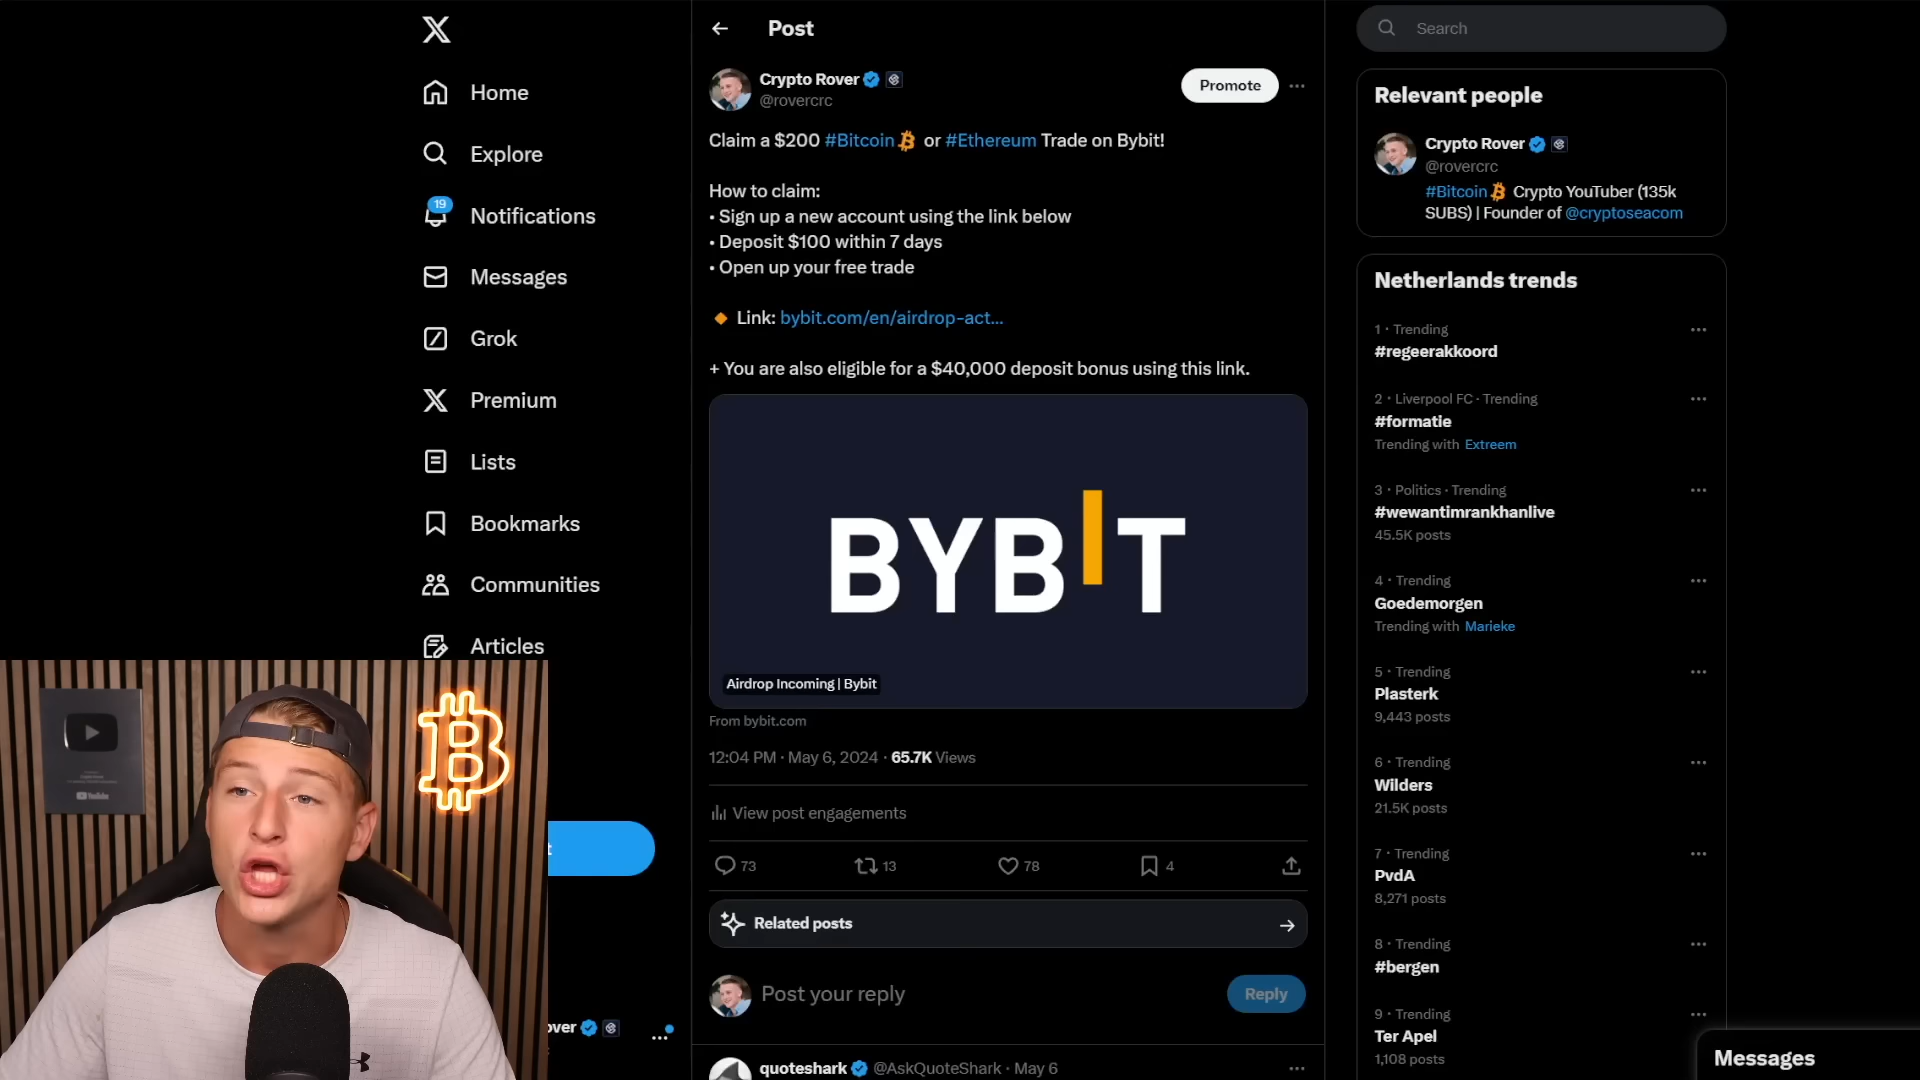 Home
Explore
19
Notifications
Messages
Grok
Premium
Lists
Bookmarks
Communities
Articles
Post
Crypto Rover
@rovercrc
Promote
Claim a $200 #Bitcoin or #Ethereum Trade on Bybit!
How to claim:
• Sign up a new account using the link below
• Deposit $100 within 7 days
• Open up your free trade
🔸 Link: bybit.com/en/airdrop-act...
+ You are also eligible for a $40,000 deposit bonus using this link.
BYBIT
Airdrop Incoming | Bybit
From bybit.com
12:04 PM · May 6, 2024 · 65.7K Views
View post engagements
73
13
78
4
Related posts
Post your reply
Reply
quoteshark @AskQuoteShark · May 6
Search
Relevant people
Crypto Rover
@rovercrc
#Bitcoin Crypto YouTuber (135k
SUBS) | Founder of @cryptoseacom
Netherlands trends
1 · Trending
#regeerakkoord
2 · Liverpool FC · Trending
#formatie
Trending with Extreem
3 · Politics · Trending
#wewantimrankhanlive
45.5K posts
4 · Trending
Goedemorgen
Trending with Marieke
5 · Trending
Plasterk
9,443 posts
6 · Trending
Wilders
21.5K posts
7 · Trending
PvdA
8,271 posts
8 · Trending
#bergen
9 · Trending
Ter Apel
1,108 posts
Messages
YouTube
over